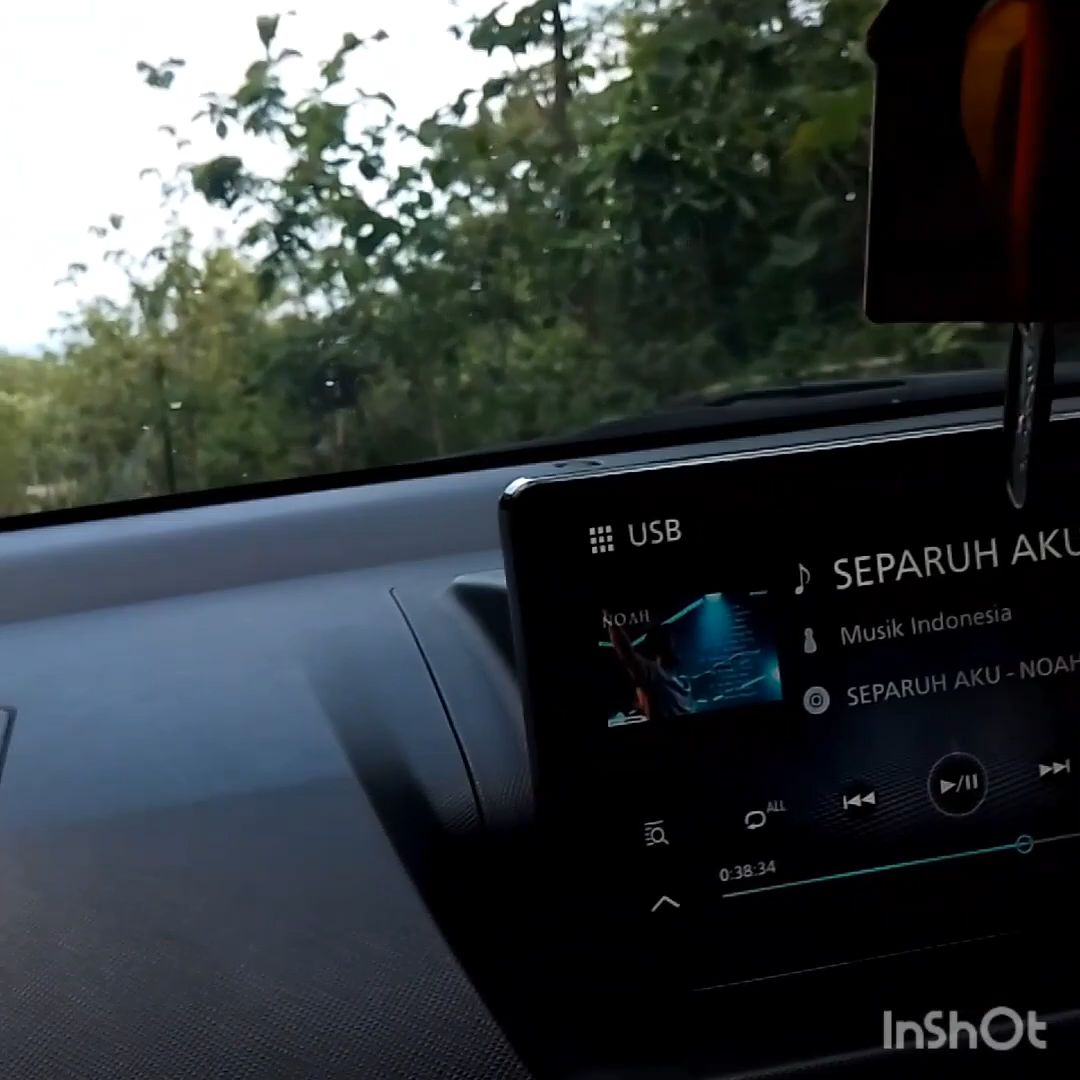 USB
SEPARUH AKU
NOAH
Musik Indonesia
SEPARUH AKU - NOAH
ALL
0:38:34
InShOt